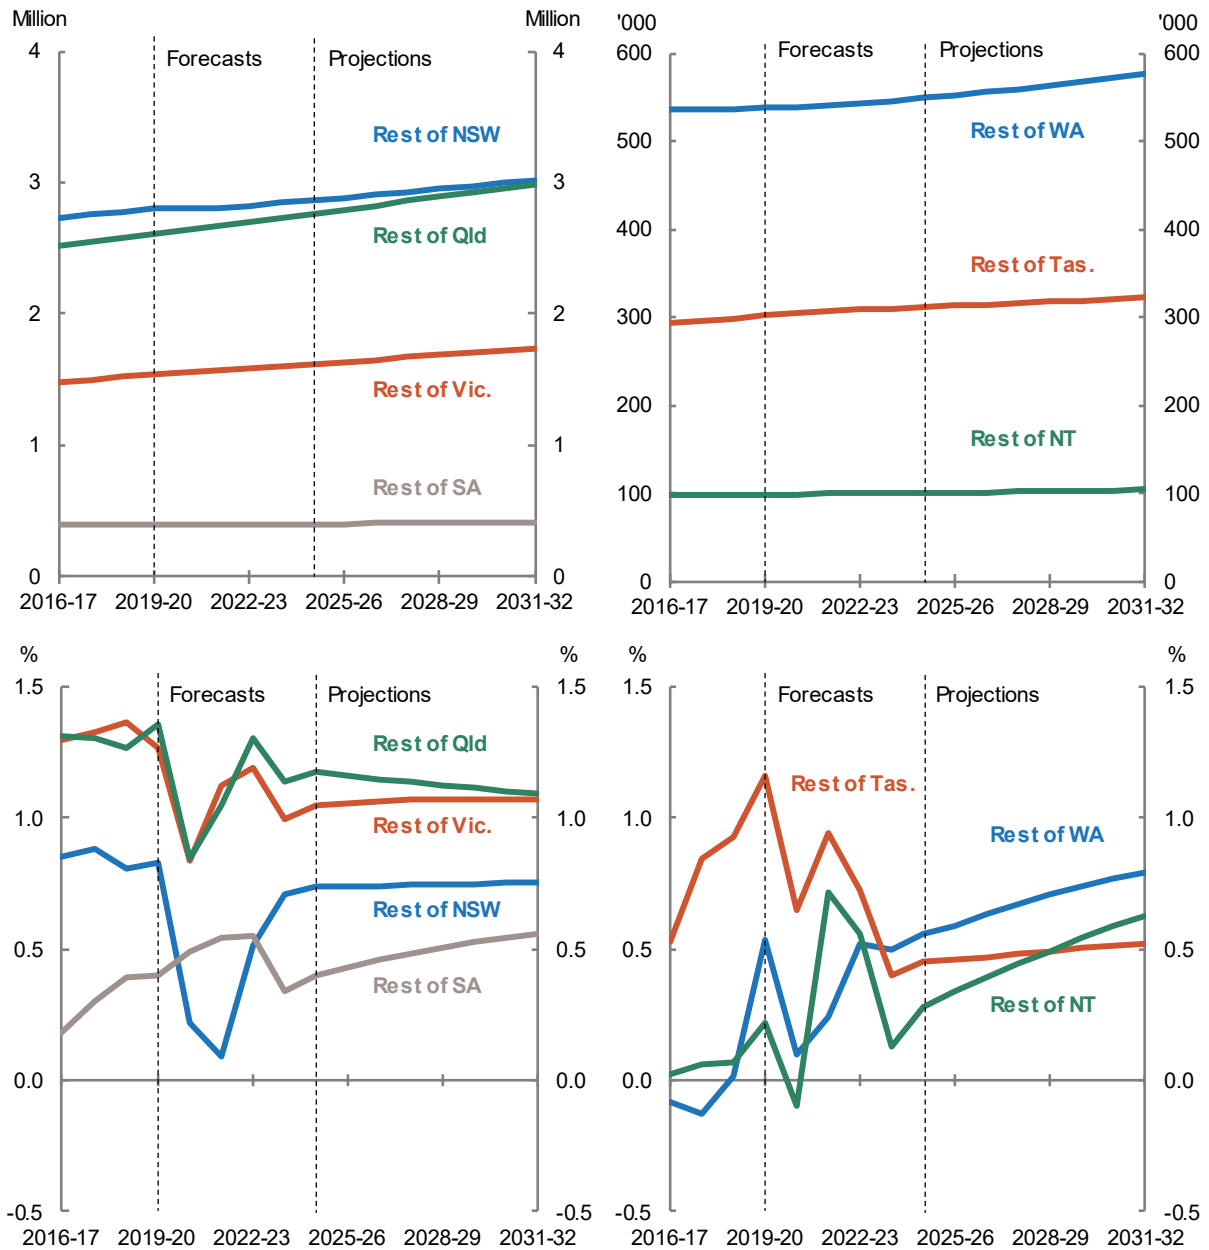 Million
Million
4
4
Forecasts
Projections
Rest of NSW
3
3
Rest of Qld
2
2
Rest of Vic.
1
1
Rest of SA
0
0
2016-17 2019-20 2022-23 2025-26 2028-29 2031-32
'000
'000
600
600
Forecasts
Projections
Rest of WA
500
500
400
400
Rest of Tas.
300
300
200
200
Rest of NT
100
100
0
0
2016-17 2019-20 2022-23 2025-26 2028-29 2031-32
%
%
1.5
1.5
Forecasts
Projections
Rest of Qld
1.0
1.0
Rest of Vic.
Rest of NSW
0.5
0.5
Rest of SA
0.0
0.0
-0.5
-0.5
2016-17 2019-20 2022-23 2025-26 2028-29 2031-32
%
%
1.5
1.5
Forecasts
Projections
Rest of Tas.
1.0
1.0
Rest of WA
0.5
0.5
Rest of NT
0.0
0.0
-0.5
-0.5
2016-17 2019-20 2022-23 2025-26 2028-29 2031-32